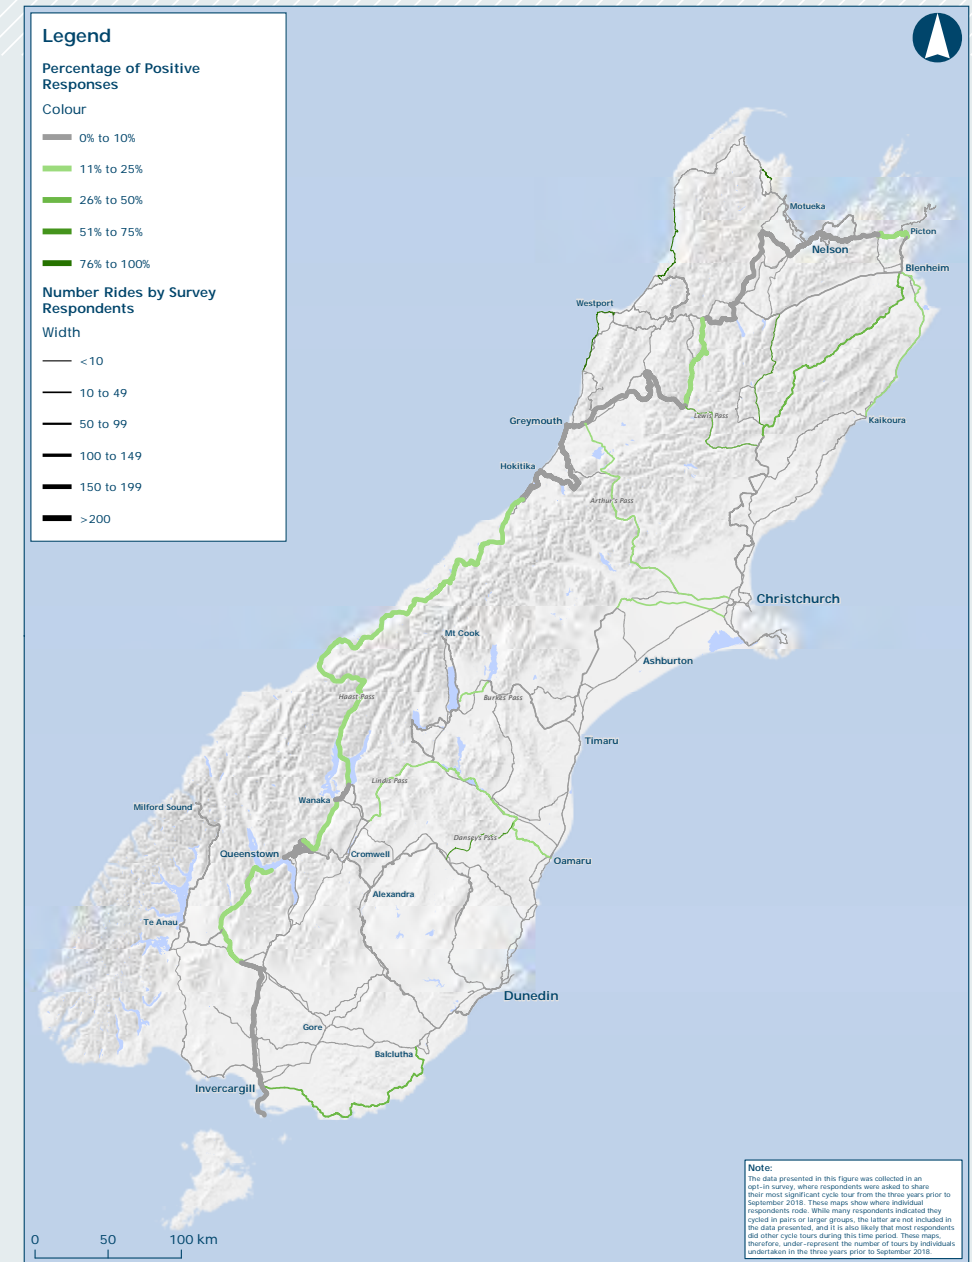 Legend
Percentage of Positive
Responses
Colour
0% to 10%
11% to 25%
26% to 50%
51% to 75%
76% to 100%
Number Rides by Survey
Respondents
Width
<10
10 to 49
50 to 99
100 to 149
150 to 199
>200
Motueka
Picton
Nelson
Blenheim
Westport
Lewis Pass
Kaikoura
Greymouth
Hokitika
Arthur's Pass
Christchurch
Mt Cook
Ashburton
Haast Pass
Burkes Pass
Timaru
Lindis Pass
Wanaka
Milford Sound
Danseys Pass
Queenstown
Cromwell
Oamaru
Alexandra
Te Anau
Dunedin
Gore
Balclutha
Invercargill
Note:
The data presented in this figure was collected in an
opt-in survey, where respondents were asked to share
their most significant cycle tour from the three years prior to
September 2018. These maps show where individual
respondents rode. While many respondents indicated they
cycled in pairs or larger groups, the latter are not included in
the data presented, and it is also likely that most respondents
did other cycle tours during this time period. These maps,
therefore, under-represent the number of tours by individuals
undertaken in the three years prior to September 2018.
0 50 100 km